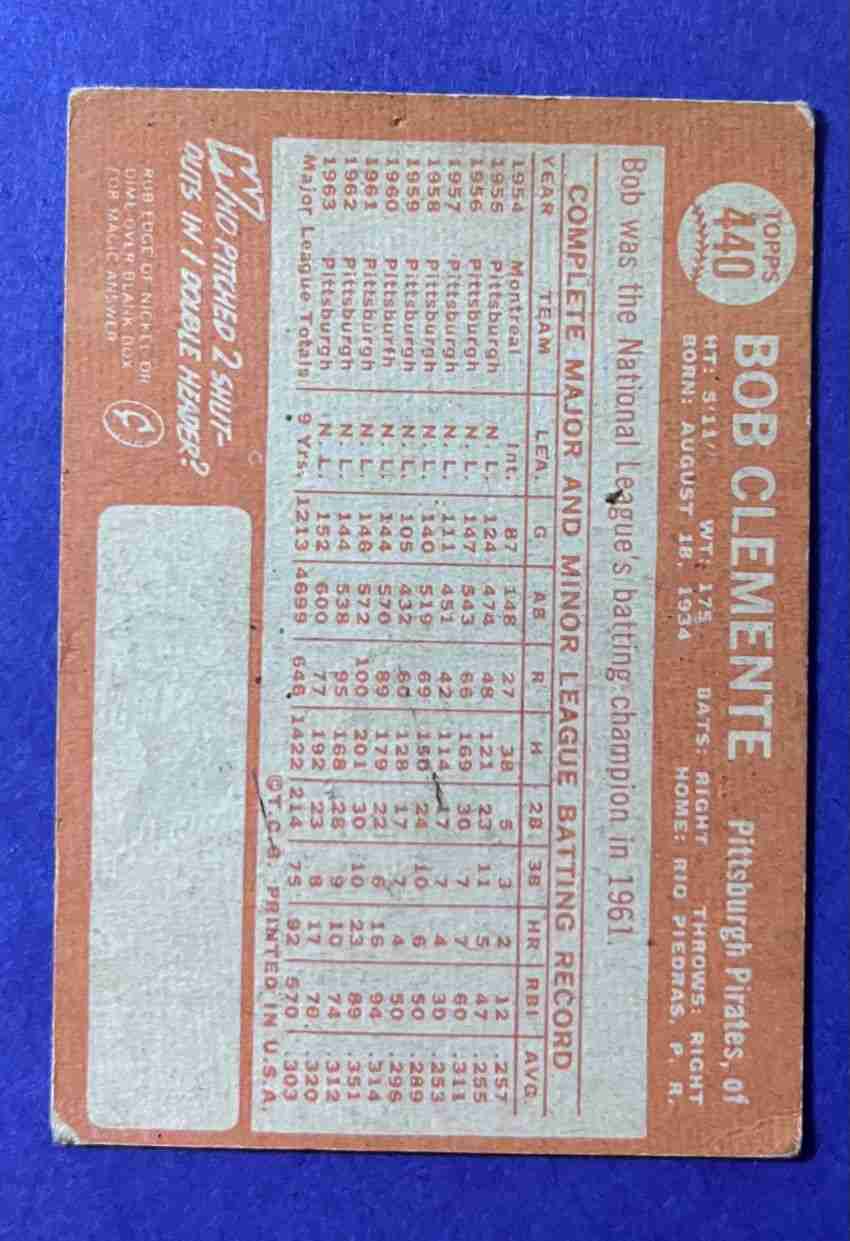 TOPPS
440
BOB CLEMENTE Pittsburgh Pirates, of
HT: 5'11" WT: 175 BATS: RIGHT THROWS: RIGHT
BORN: AUGUST 18, 1934 HOME: RIO PIEDRAS, P. R.
Bob was the National League's batting champion in 1961.
COMPLETE MAJOR AND MINOR LEAGUE BATTING RECORD
YEAR TEAM LEA. G AB R H 2B 3B HR RBI AVG.
1954 Montreal Int. 87 148 27 38 5 3 2 12 .257
1955 Pittsburgh N. L. 124 474 48 121 23 11 5 47 .255
1956 Pittsburgh N. L. 147 543 66 169 30 7 7 60 .311
1957 Pittsburgh N. L. 111 451 42 114 17 7 4 30 .253
1958 Pittsburgh N. L. 140 519 69 150 24 10 6 50 .289
1959 Pittsburgh N. L. 105 432 60 128 17 7 4 50 .296
1960 Pittsburfh N. L. 144 570 89 179 22 6 16 94 .314
1961 Pittsburgh N. L. 146 572 100 201 30 10 23 89 .351
1962 Pittsburgh N. L. 144 538 95 168 28 9 10 74 .312
1963 Pittsburgh N. L. 152 600 77 192 23 8 17 76 .320
Major League Totals 9 Yrs. 1213 4699 646 1422 214 75 92 570 .303
©T.C.G. PRINTED IN U.S.A.
WHO PITCHED 2 SHUT-
OUTS IN 1 DOUBLE HEADER?
RUB EDGE OF NICKEL OR
DIME OVER BLANK BOX
FOR MAGIC ANSWER
C